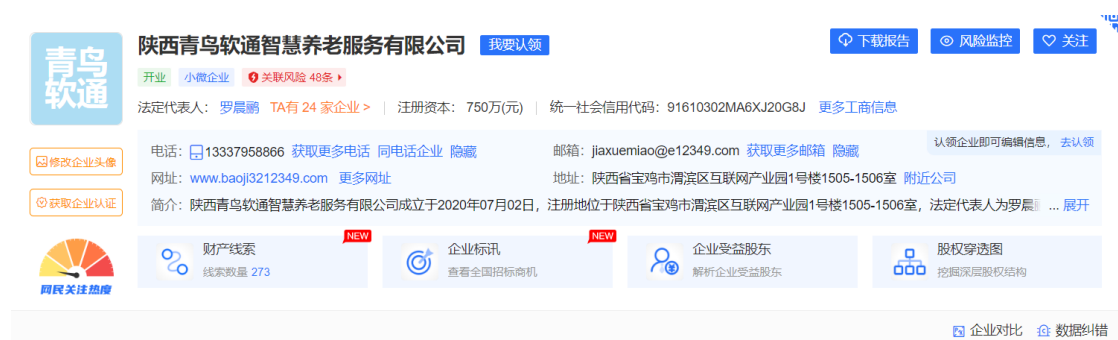 青鸟
软通
陕西青鸟软通智慧养老服务有限公司 我要认领 下载报告 风险监控 关注
开业 小微企业 关联风险 48条
法定代表人： 罗晨鹏 TA有 24 家企业 > 注册资本： 750万(元) 统一社会信用代码：91610302MA6XJ20G8J 更多工商信息
认领企业即可编辑信息， 去认领
修改企业头像
获取企业认证
电话： 13337958866 获取更多电话 同电话企业 隐藏 邮箱： jiaxuemiao@e12349.com 获取更多邮箱 隐藏
网址： www.baoji3212349.com 更多网址 地址： 陕西省宝鸡市渭滨区互联网产业园1号楼1505-1506室 附近公司
简介： 陕西青鸟软通智慧养老服务有限公司成立于2020年07月02日，注册地位于陕西省宝鸡市渭滨区互联网产业园1号楼1505-1506室，法定代表人为罗晨 ... 展开
财产线索 NEW 企业标讯 NEW 企业受益股东 股权穿透图
线索数量 273 查看全国招标商机 解析企业受益股东 挖掘深层股权结构
网民关注热度
企业对比 数据纠错